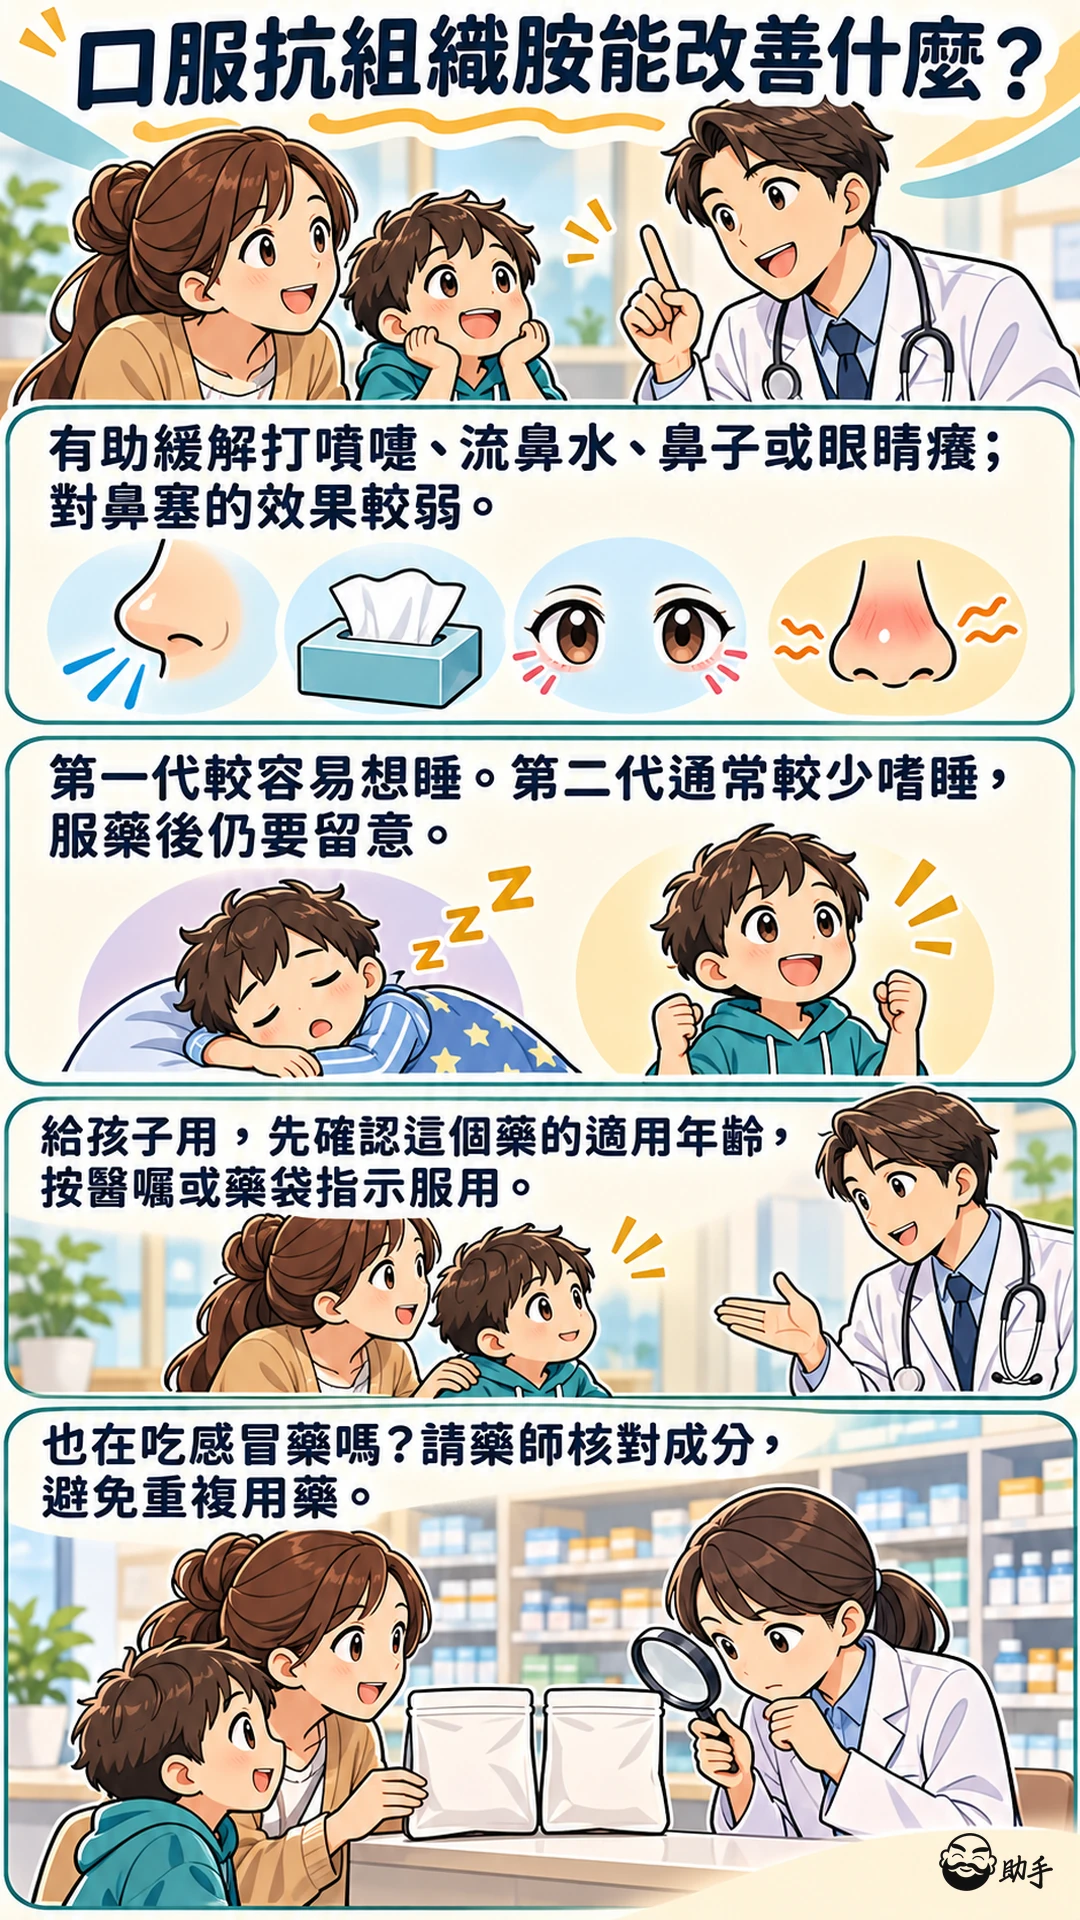 口服抗組織胺能改善什麼？
有助緩解打噴嚏、流鼻水、鼻子或眼睛癢；
對鼻塞的效果較弱。
第一代較容易想睡。第二代通常較少嗜睡，
服藥後仍要留意。
給孩子用，先確認這個藥的適用年齡，
按醫囑或藥袋指示服用。
也在吃感冒藥嗎？請藥師核對成分，
避免重複用藥。
助手